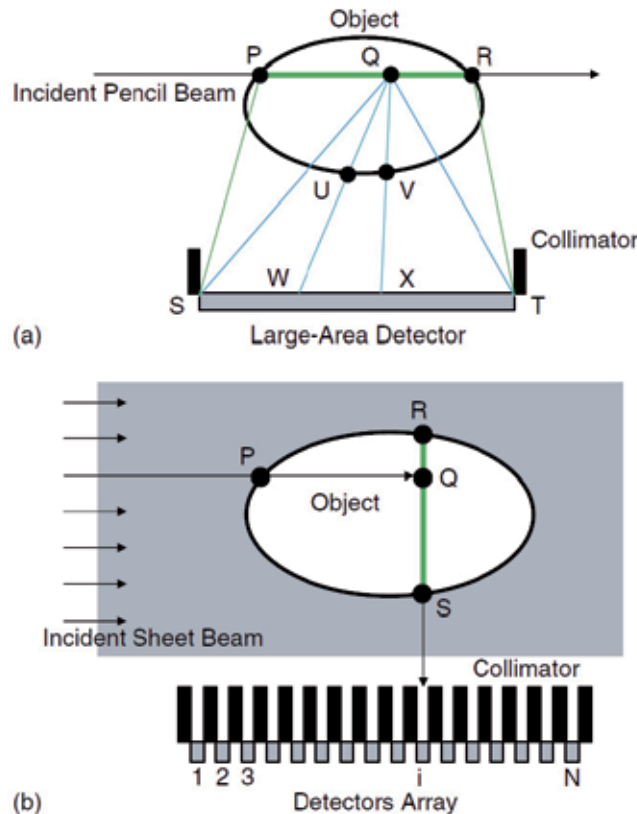 Object
P Q R
Incident Pencil Beam
U V
Collimator
W X
S T
(a) Large-Area Detector
R
P
Q
Object
S
Incident Sheet Beam
Collimator
1 2 3 i N
(b) Detectors Array